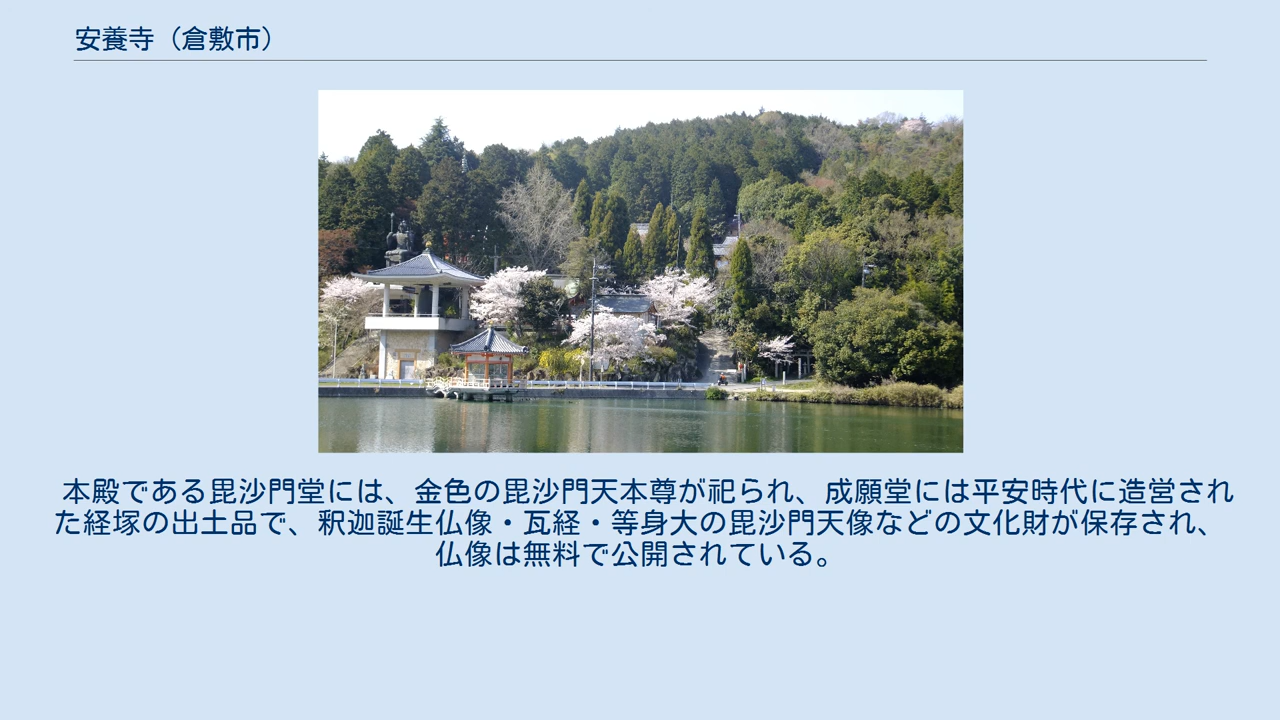 安養寺（倉敷市）
本殿である毘沙門堂には、金色の毘沙門天本尊が祀られ、成願堂には平安時代に造営され
た経塚の出土品で、釈迦誕生仏像・瓦経・等身大の毘沙門天像などの文化財が保存され、
仏像は無料で公開されている。